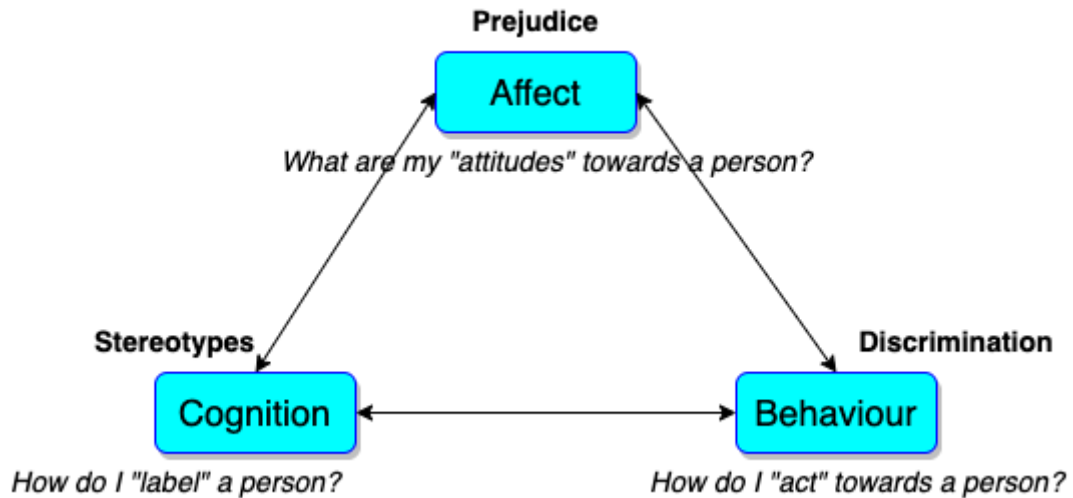 Prejudice
Affect
What are my "attitudes" towards a person?
Stereotypes
Discrimination
Cognition
Behaviour
How do I "label" a person?
How do I "act" towards a person?